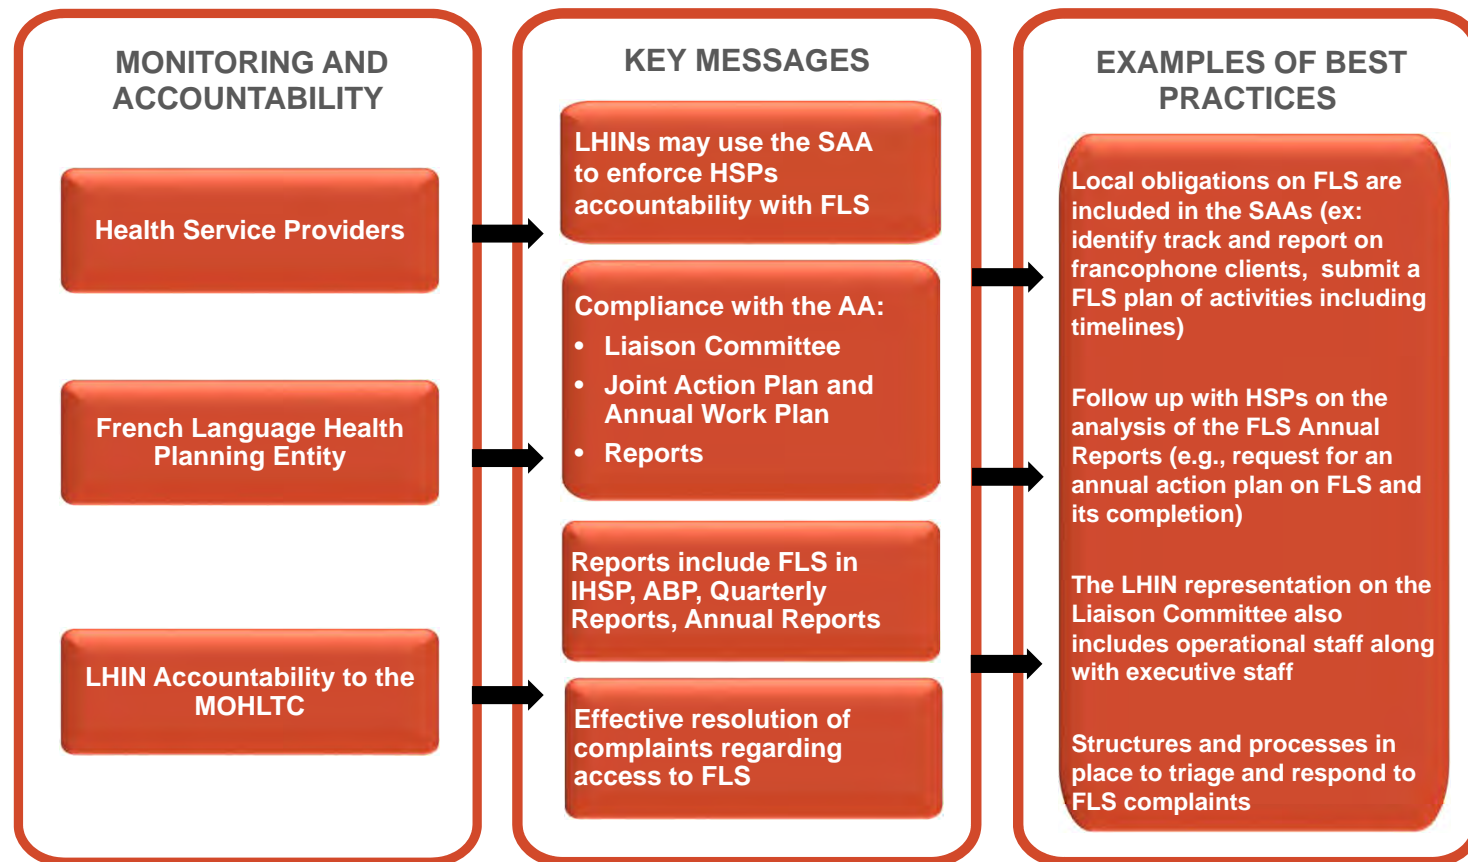 MONITORING AND
ACCOUNTABILITY
Health Service Providers
French Language Health
Planning Entity
LHIN Accountability to the
MOHLTC
KEY MESSAGES
LHINs may use the SAA
to enforce HSPs
accountability with FLS
Compliance with the AA:
• Liaison Committee
• Joint Action Plan and
Annual Work Plan
• Reports
Reports include FLS in
IHSP, ABP, Quarterly
Reports, Annual Reports
Effective resolution of
complaints regarding
access to FLS
EXAMPLES OF BEST
PRACTICES
Local obligations on FLS are
included in the SAAs (ex:
identify track and report on
francophone clients, submit a
FLS plan of activities including
timelines)
Follow up with HSPs on the
analysis of the FLS Annual
Reports (e.g., request for an
annual action plan on FLS and
its completion)
The LHIN representation on the
Liaison Committee also
includes operational staff along
with executive staff
Structures and processes in
place to triage and respond to
FLS complaints